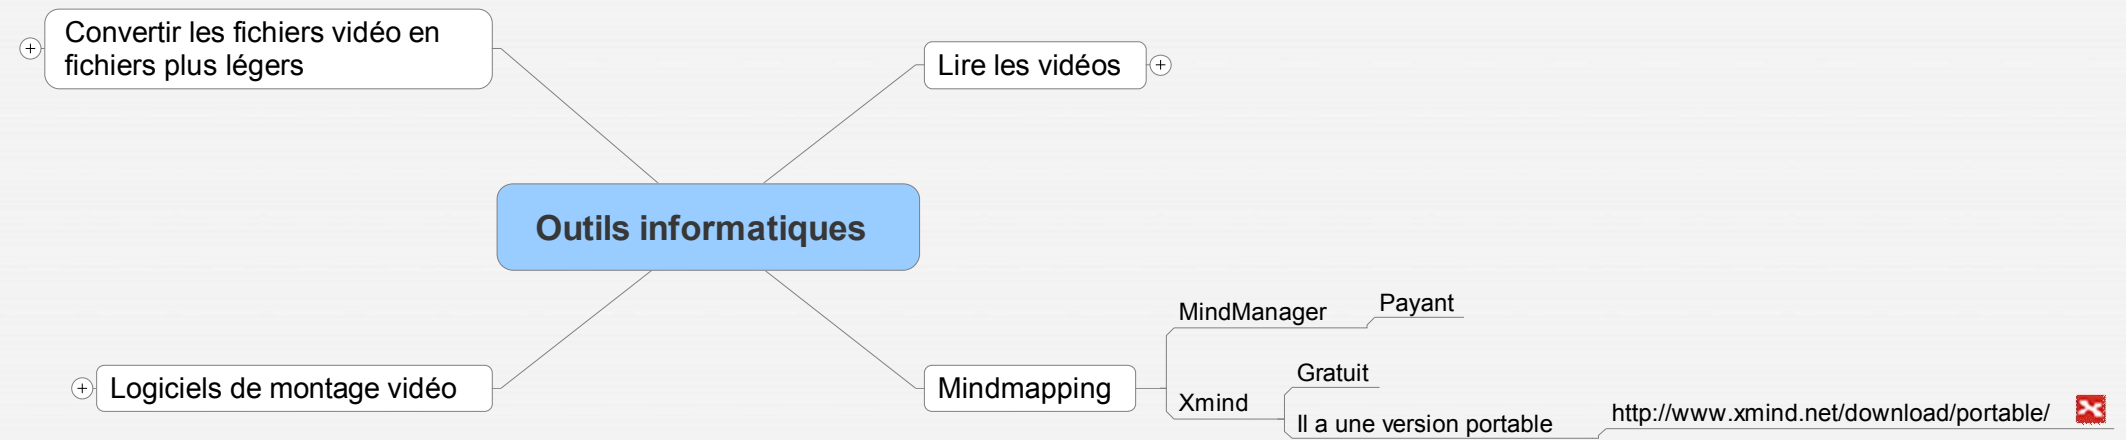 Convertir les fichiers vidéo en
fichiers plus légers
Lire les vidéos
Outils informatiques
Logiciels de montage vidéo
Mindmapping
MindManager
Payant
Xmind
Gratuit
Il a une version portable
http://www.xmind.net/download/portable/